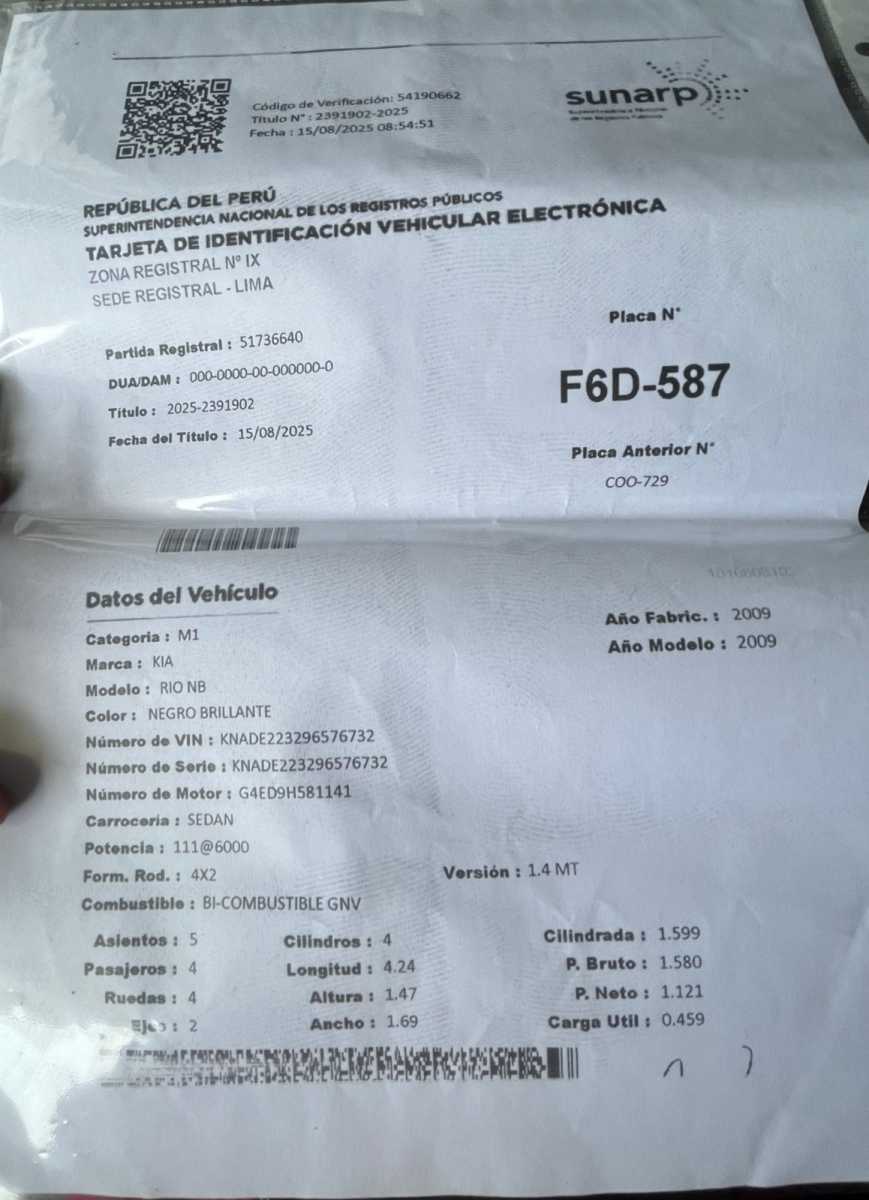 Código de Verificación: 54190662
Título N° : 2391902-2025
Fecha : 15/08/2025 08:54:51
sunarp
REPÚBLICA DEL PERÚ
SUPERINTENDENCIA NACIONAL DE LOS REGISTROS PÚBLICOS
TARJETA DE IDENTIFICACIÓN VEHICULAR ELECTRÓNICA
ZONA REGISTRAL Nº IX
SEDE REGISTRAL - LIMA
Partida Registral : 51736640
DUA/DAM : 000-0000-00-000000-0
Título : 2025-2391902
Fecha del Título : 15/08/2025
Placa N°
F6D-587
Placa Anterior N°
COO-729
Datos del Vehículo
Categoria : M1
Marca : KIA
Modelo : RIO NB
Color : NEGRO BRILLANTE
Número de VIN : KNADE223296576732
Número de Serie : KNADE223296576732
Número de Motor : G4ED9H581141
Carroceria : SEDAN
Potencia : 111@6000
Form. Rod. : 4X2
Combustible : BI-COMBUSTIBLE GNV
Año Fabric. : 2009
Año Modelo : 2009
Versión : 1.4 MT
Asientos : 5
Pasajeros : 4
Ruedas : 4
Ejes : 2
Cilindros : 4
Longitud : 4.24
Altura : 1.47
Ancho : 1.69
Cilindrada : 1.599
P. Bruto : 1.580
P. Neto : 1.121
Carga Util : 0.459